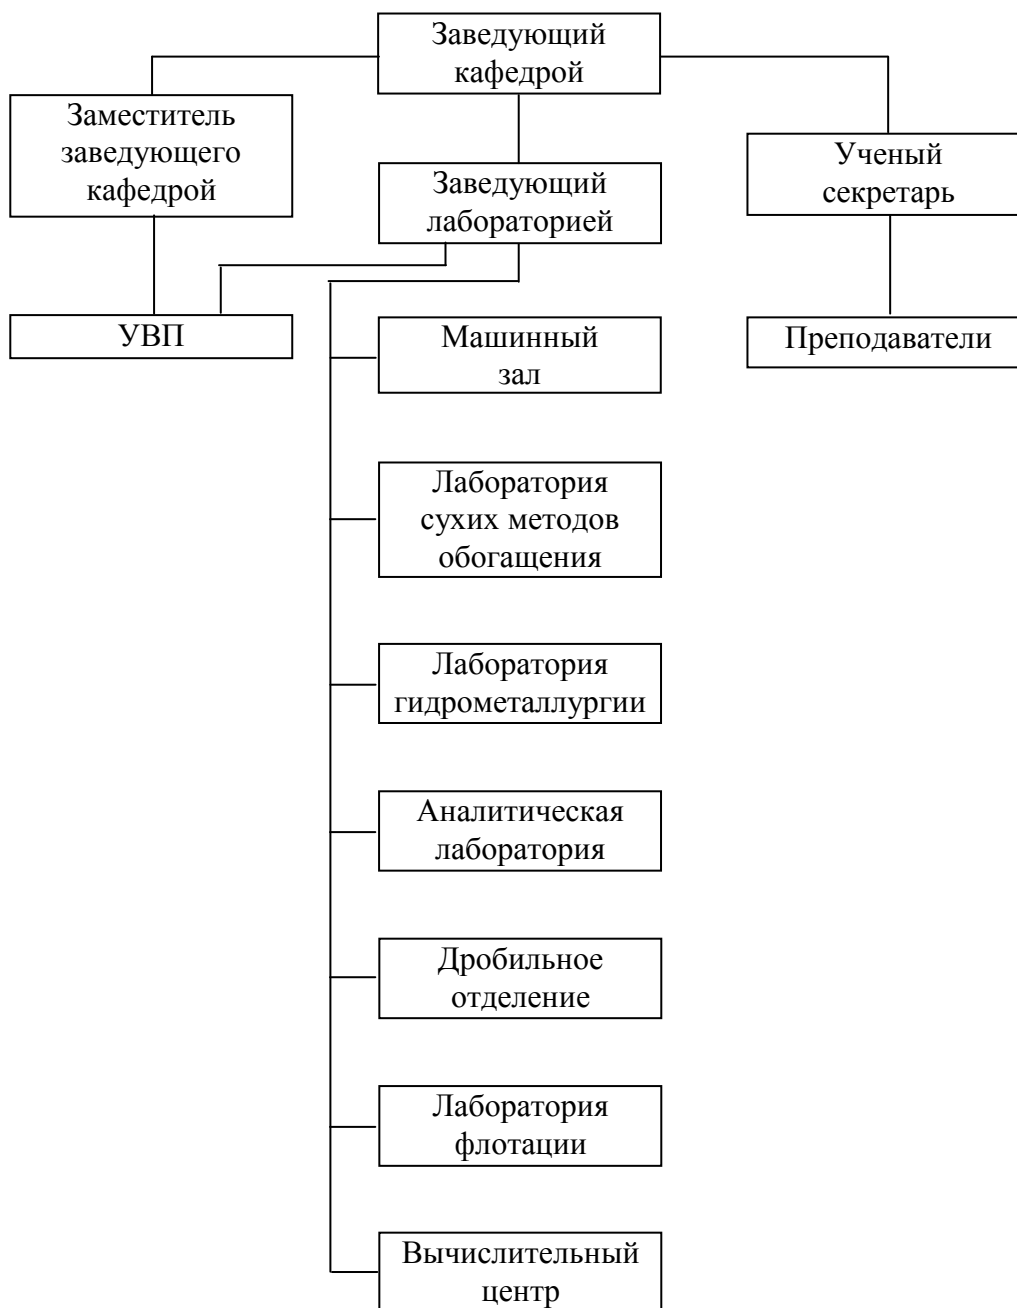 Заведующий
кафедрой
Заместитель
заведующего
кафедрой
Заведующий
лабораторией
Ученый
секретарь
УВП
Машинный
зал
Преподаватели
Лаборатория
сухих методов
обогащения
Лаборатория
гидрометаллургии
Аналитическая
лаборатория
Дробильное
отделение
Лаборатория
флотации
Вычислительный
центр